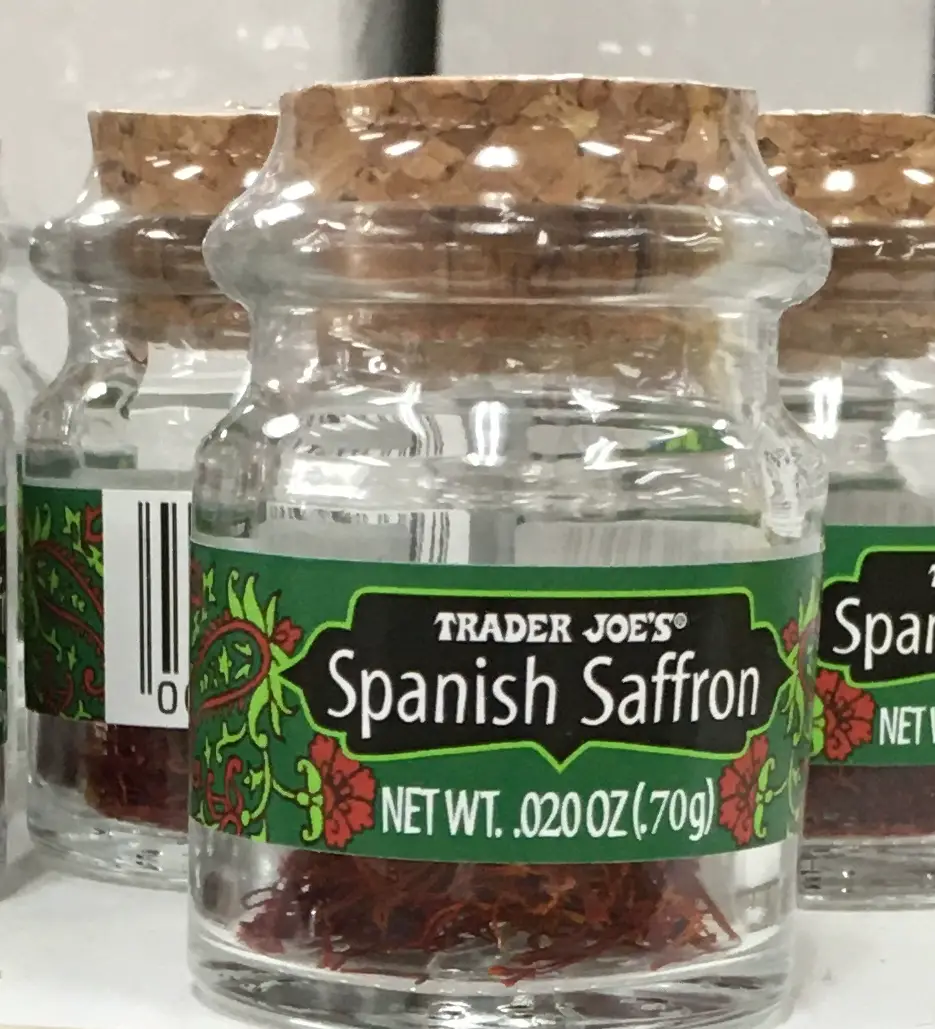 TRADER JOE'S®
Spanish Saffron
NET WT. .020 OZ (.70g)